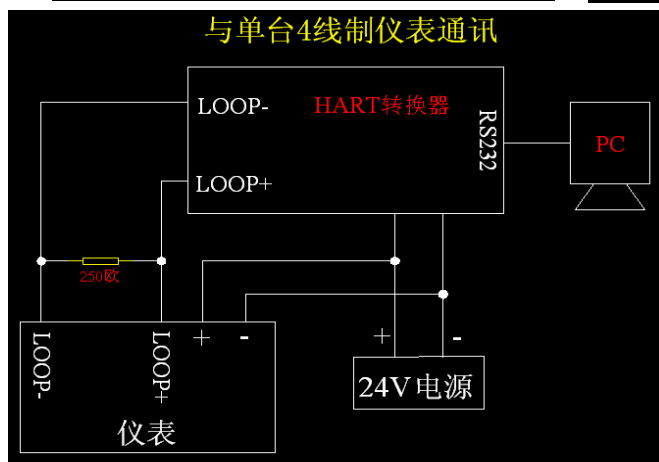 与单台4线制仪表通讯
LOOP-
HART转换器
RS232
PC
LOOP+
250欧
LOOP-
LOOP+
+
-
+
-
24V电源
仪表